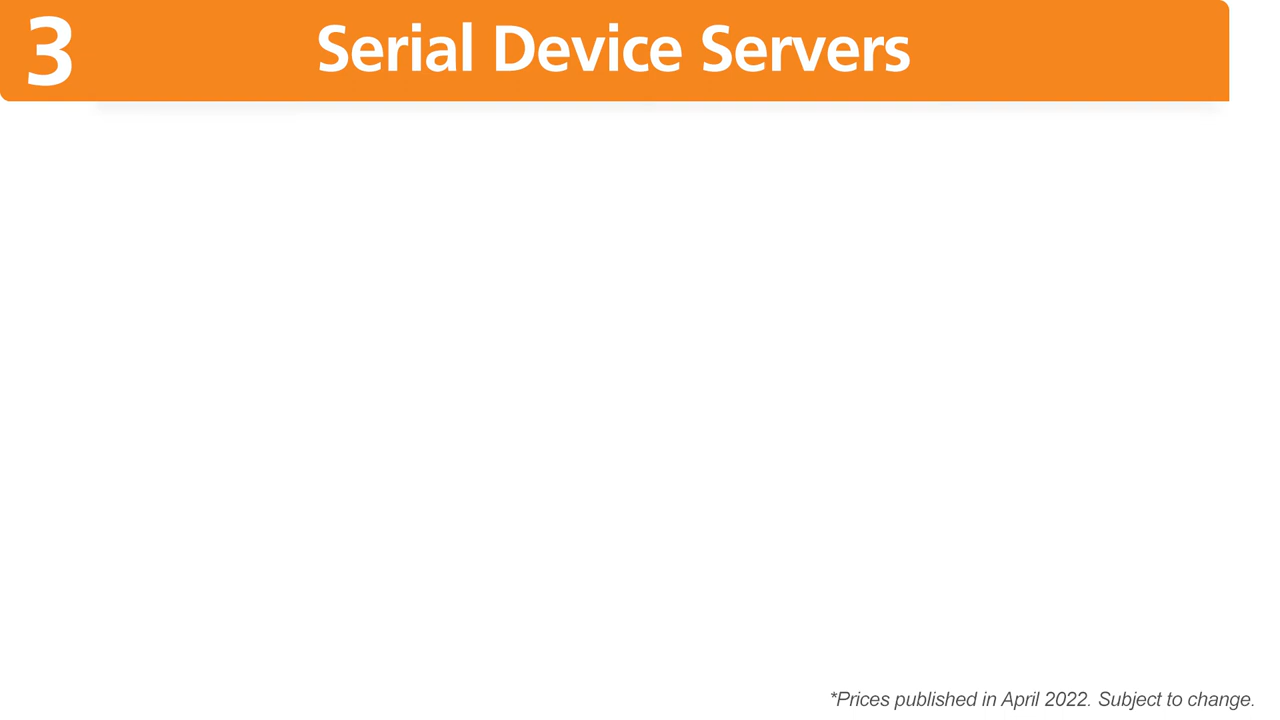 3 Serial Device Servers
*Prices published in April 2022. Subject to change.